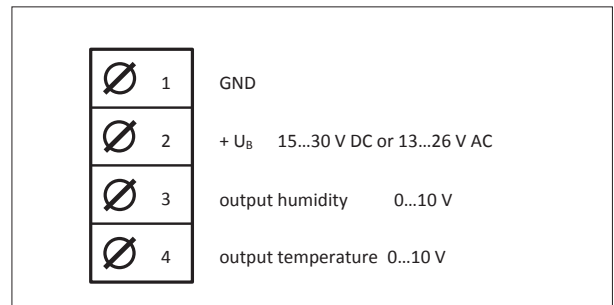 1 GND
2 + U_B 15...30 V DC or 13...26 V AC
3 output humidity 0...10 V
4 output temperature 0...10 V